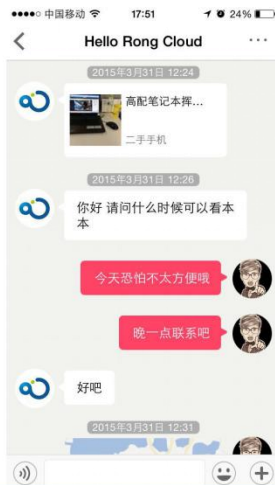 中国移动 17:51 24%
Hello Rong Cloud
2015年3月31日 12:24
高配笔记本挥...
二手手机
2015年3月31日 12:26
你好 请问什么时候可以看本
本
今天恐怕不太方便哦
晚一点联系吧
好吧
2015年3月31日 12:31